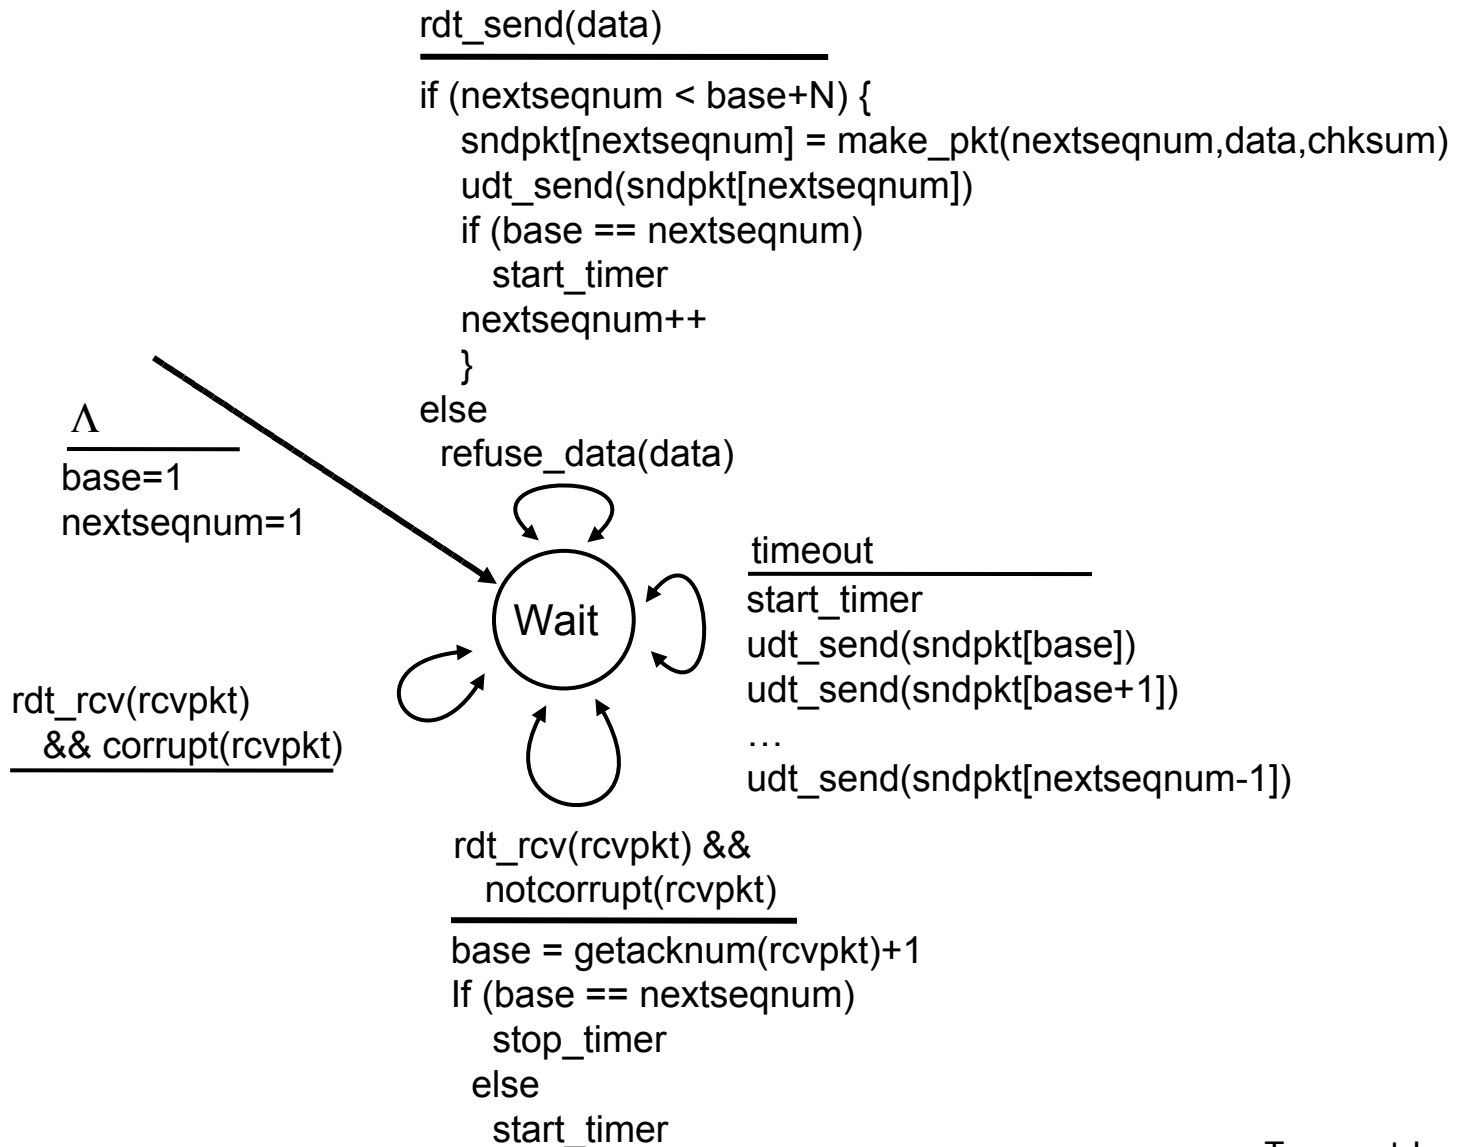 rdt_send(data)
if (nextseqnum < base+N) {
sndpkt[nextseqnum] = make_pkt(nextseqnum,data,chksum)
udt_send(sndpkt[nextseqnum])
if (base == nextseqnum)
start_timer
nextseqnum++
}
else
refuse_data(data)
Λ
base=1
nextseqnum=1
Wait
timeout
start_timer
udt_send(sndpkt[base])
udt_send(sndpkt[base+1])
…
udt_send(sndpkt[nextseqnum-1])
rdt_rcv(rcvpkt)
&& corrupt(rcvpkt)
rdt_rcv(rcvpkt) &&
notcorrupt(rcvpkt)
base = getacknum(rcvpkt)+1
If (base == nextseqnum)
stop_timer
else
start_timer